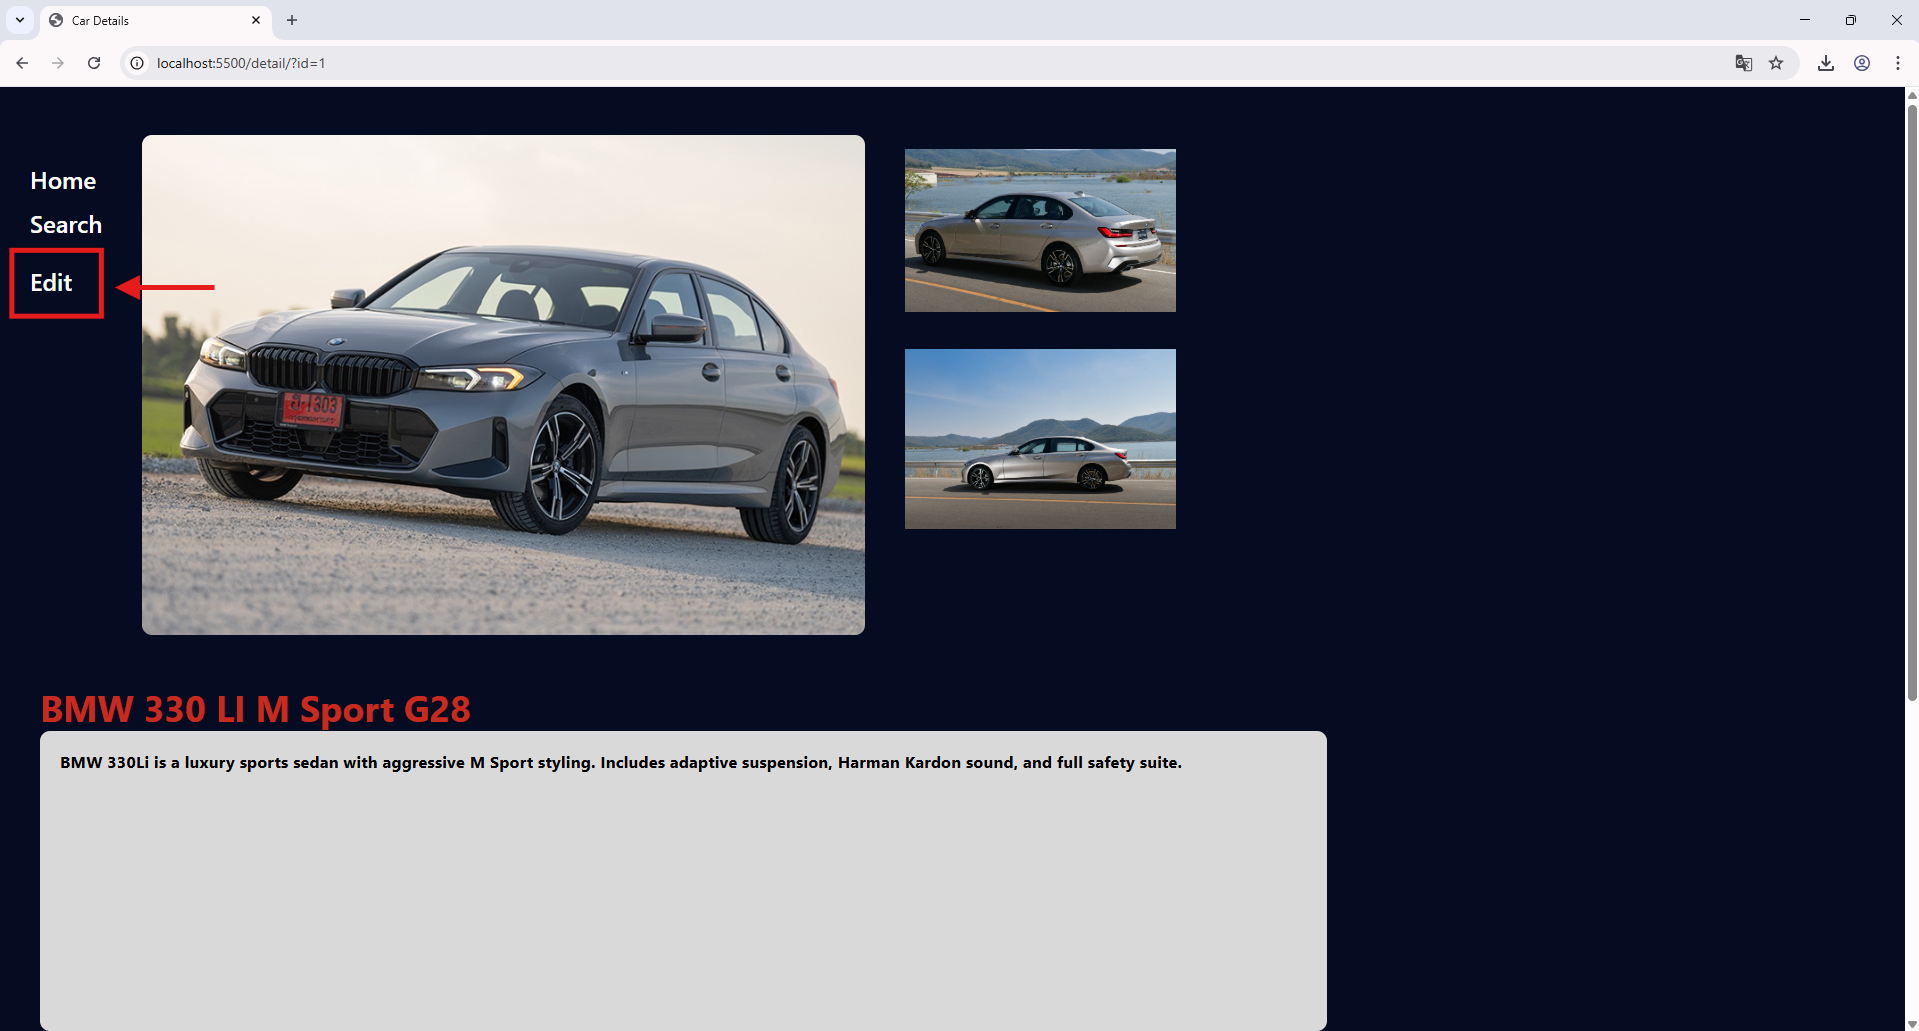 Car Details
localhost:5500/detail/?id=1
Home
Search
Edit
BMW 330 LI M Sport G28
BMW 330Li is a luxury sports sedan with aggressive M Sport styling. Includes adaptive suspension, Harman Kardon sound, and full safety suite.